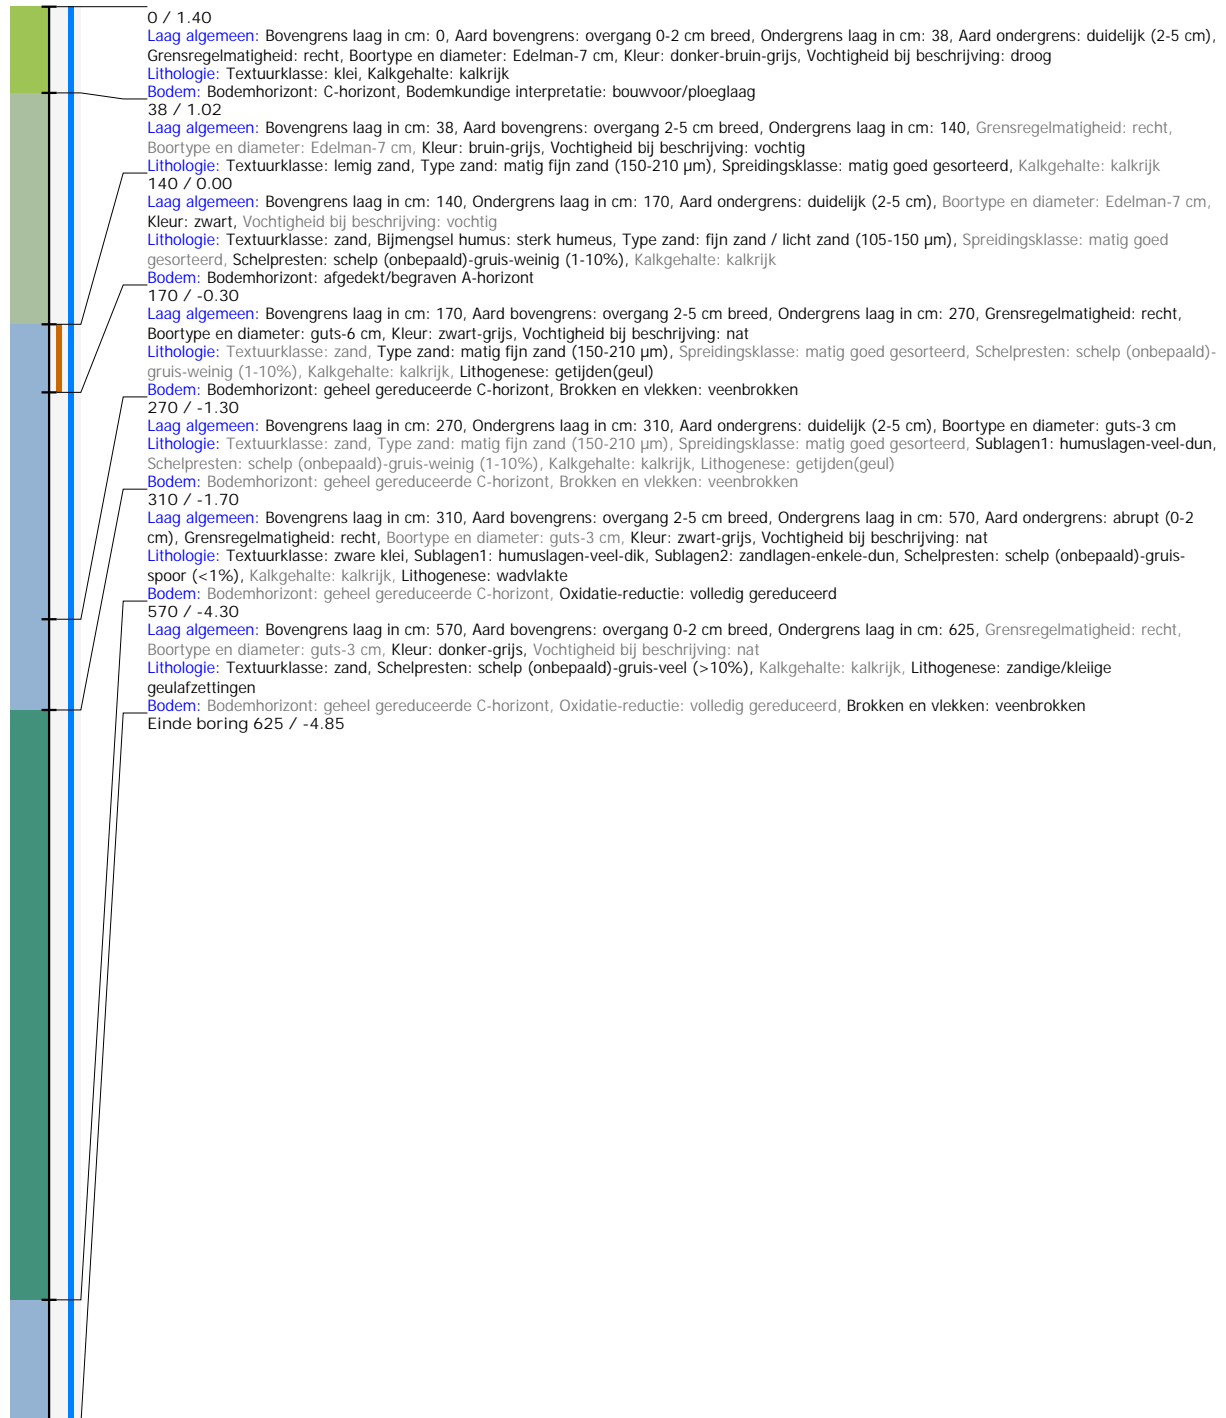 0 / 1.40
Laag algemeen: Bovengrens laag in cm: 0, Aard bovengrens: overgang 0-2 cm breed, Ondergrens laag in cm: 38, Aard ondergrens: duidelijk (2-5 cm),
Grensregelmatigheid: recht, Boortype en diameter: Edelman-7 cm, Kleur: donker-bruin-grijs, Vochtigheid bij beschrijving: droog
Lithologie: Textuurklasse: klei, Kalkgehalte: kalkrijk
Bodem: Bodemhorizont: C-horizont, Bodemkundige interpretatie: bouwvoor/ploeglaag
38 / 1.02
Laag algemeen: Bovengrens laag in cm: 38, Aard bovengrens: overgang 2-5 cm breed, Ondergrens laag in cm: 140, Grensregelmatigheid: recht,
Boortype en diameter: Edelman-7 cm, Kleur: bruin-grijs, Vochtigheid bij beschrijving: vochtig
Lithologie: Textuurklasse: lemig zand, Type zand: matig fijn zand (150-210 µm), Spreidingsklasse: matig goed gesorteerd, Kalkgehalte: kalkrijk
140 / 0.00
Laag algemeen: Bovengrens laag in cm: 140, Ondergrens laag in cm: 170, Aard ondergrens: duidelijk (2-5 cm), Boortype en diameter: Edelman-7 cm,
Kleur: zwart, Vochtigheid bij beschrijving: vochtig
Lithologie: Textuurklasse: zand, Bijmengsel humus: sterk humeus, Type zand: fijn zand / licht zand (105-150 µm), Spreidingsklasse: matig goed
gesorteerd, Schelpresten: schelp (onbepaald)-gruis-weinig (1-10%), Kalkgehalte: kalkrijk
Bodem: Bodemhorizont: afgedekt/begraven A-horizont
170 / -0.30
Laag algemeen: Bovengrens laag in cm: 170, Aard bovengrens: overgang 2-5 cm breed, Ondergrens laag in cm: 270, Grensregelmatigheid: recht,
Boortype en diameter: guts-6 cm, Kleur: zwart-grijs, Vochtigheid bij beschrijving: nat
Lithologie: Textuurklasse: zand, Type zand: matig fijn zand (150-210 µm), Spreidingsklasse: matig goed gesorteerd, Schelpresten: schelp (onbepaald)-
gruis-weinig (1-10%), Kalkgehalte: kalkrijk, Lithogenese: getijden(geul)
Bodem: Bodemhorizont: geheel gereduceerde C-horizont, Brokken en vlekken: veenbrokken
270 / -1.30
Laag algemeen: Bovengrens laag in cm: 270, Ondergrens laag in cm: 310, Aard ondergrens: duidelijk (2-5 cm), Boortype en diameter: guts-3 cm
Lithologie: Textuurklasse: zand, Type zand: matig fijn zand (150-210 µm), Spreidingsklasse: matig goed gesorteerd, Sublagen1: humuslagen-veel-dun,
Schelpresten: schelp (onbepaald)-gruis-weinig (1-10%), Kalkgehalte: kalkrijk, Lithogenese: getijden(geul)
Bodem: Bodemhorizont: geheel gereduceerde C-horizont, Brokken en vlekken: veenbrokken
310 / -1.70
Laag algemeen: Bovengrens laag in cm: 310, Aard bovengrens: overgang 2-5 cm breed, Ondergrens laag in cm: 570, Aard ondergrens: abrupt (0-2
cm), Grensregelmatigheid: recht, Boortype en diameter: guts-3 cm, Kleur: zwart-grijs, Vochtigheid bij beschrijving: nat
Lithologie: Textuurklasse: zware klei, Sublagen1: humuslagen-veel-dik, Sublagen2: zandlagen-enkele-dun, Schelpresten: schelp (onbepaald)-gruis-
spoor (<1%), Kalkgehalte: kalkrijk, Lithogenese: wadvlakte
Bodem: Bodemhorizont: geheel gereduceerde C-horizont, Oxidatie-reductie: volledig gereduceerd
570 / -4.30
Laag algemeen: Bovengrens laag in cm: 570, Aard bovengrens: overgang 0-2 cm breed, Ondergrens laag in cm: 625, Grensregelmatigheid: recht,
Boortype en diameter: guts-3 cm, Kleur: donker-grijs, Vochtigheid bij beschrijving: nat
Lithologie: Textuurklasse: zand, Schelpresten: schelp (onbepaald)-gruis-veel (>10%), Kalkgehalte: kalkrijk, Lithogenese: zandige/kleiige
geulafzettingen
Bodem: Bodemhorizont: geheel gereduceerde C-horizont, Oxidatie-reductie: volledig gereduceerd, Brokken en vlekken: veenbrokken
Einde boring 625 / -4.85